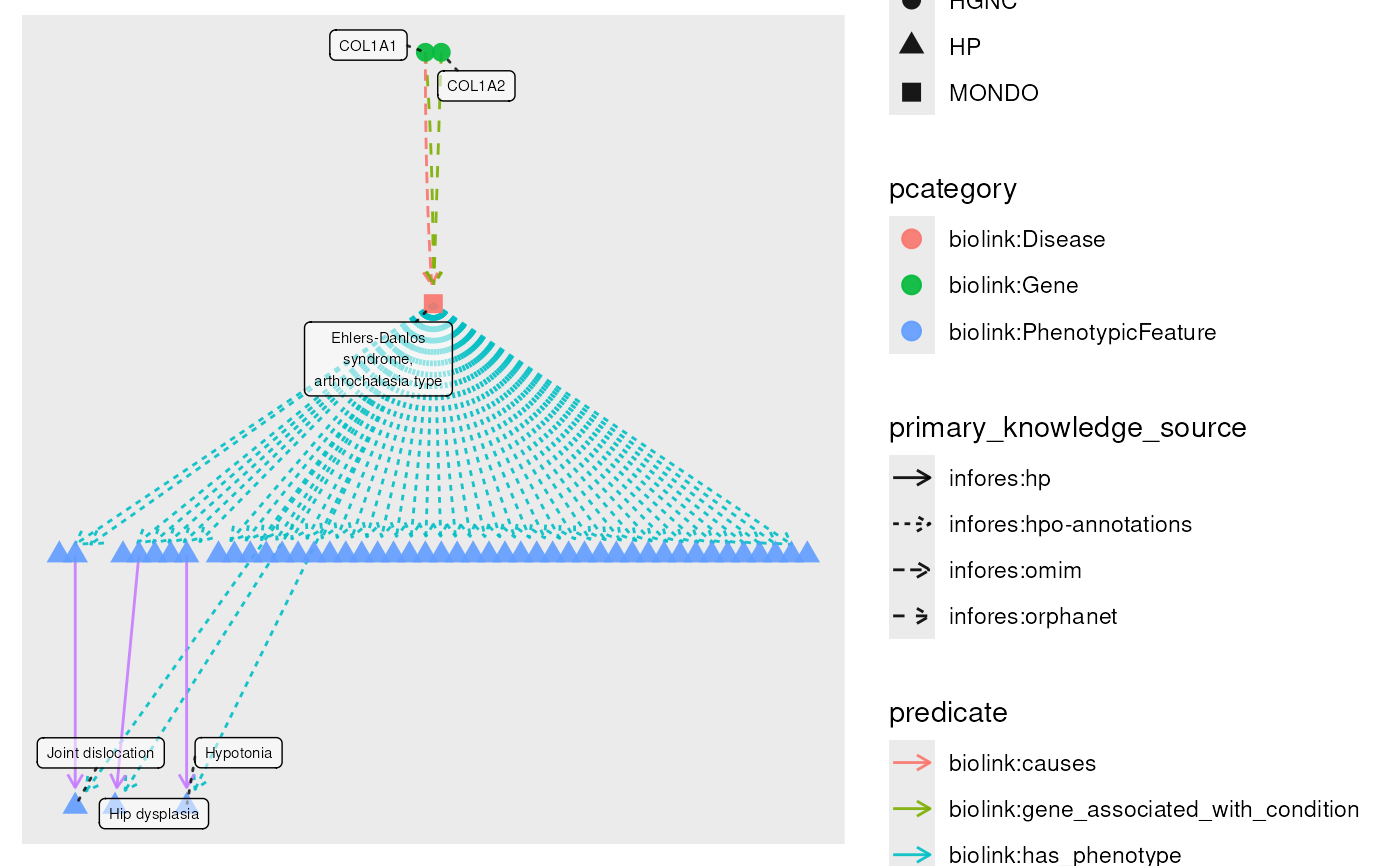 COL1A1
COL1A2
Ehlers-Danlos
syndrome,
arthrochalasia type
Joint dislocation
Hypotonia
Hip dysplasia
HGNC
HP
MONDO
pcategory
biolink:Disease
biolink:Gene
biolink:PhenotypicFeature
primary_knowledge_source
infores:hp
infores:hpo-annotations
infores:omim
infores:orphanet
predicate
biolink:causes
biolink:gene_associated_with_condition
biolink:has_phenotype